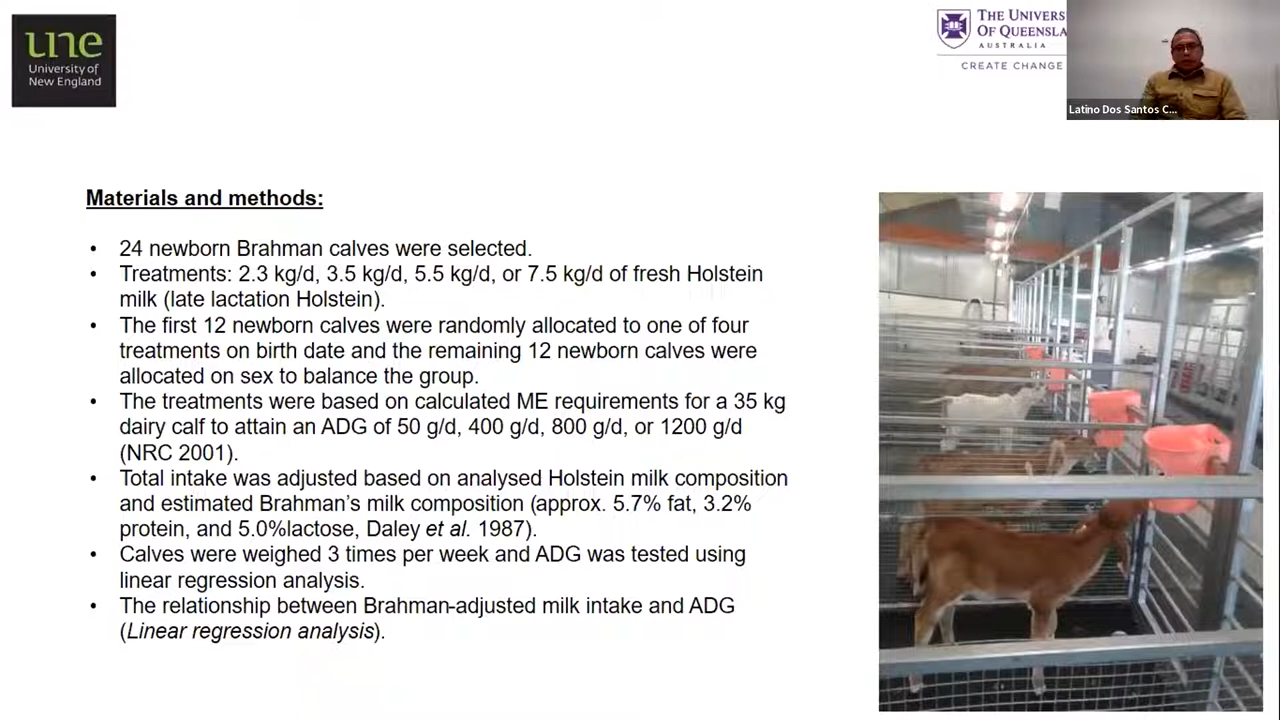 une
University of
New England
THE UNIVERS
OF QUEENSLA
AUSTRALIA
CREATE CHANGE
Latino Dos Santos C...
Materials and methods:
• 24 newborn Brahman calves were selected.
• Treatments: 2.3 kg/d, 3.5 kg/d, 5.5 kg/d, or 7.5 kg/d of fresh Holstein
milk (late lactation Holstein).
• The first 12 newborn calves were randomly allocated to one of four
treatments on birth date and the remaining 12 newborn calves were
allocated on sex to balance the group.
• The treatments were based on calculated ME requirements for a 35 kg
dairy calf to attain an ADG of 50 g/d, 400 g/d, 800 g/d, or 1200 g/d
(NRC 2001).
• Total intake was adjusted based on analysed Holstein milk composition
and estimated Brahman’s milk composition (approx. 5.7% fat, 3.2%
protein, and 5.0%lactose, Daley et al. 1987).
• Calves were weighed 3 times per week and ADG was tested using
linear regression analysis.
• The relationship between Brahman-adjusted milk intake and ADG
(Linear regression analysis).